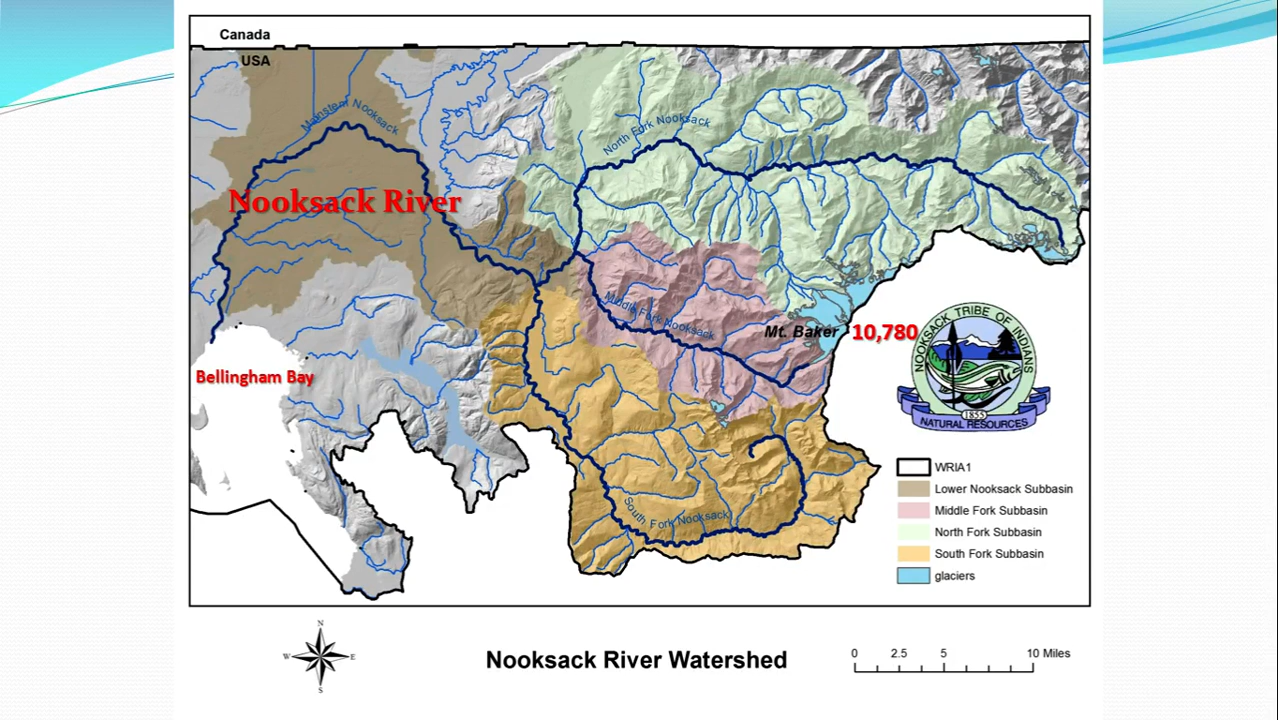 Canada
USA
Mainstem Nooksack
North Fork Nooksack
Nooksack River
Middle Fork Nooksack
Mt. Baker
10,780
NOOKSACK TRIBE OF INDIANS
1855
NATURAL RESOURCES
Bellingham Bay
South Fork Nooksack
WRIA1
Lower Nooksack Subbasin
Middle Fork Subbasin
North Fork Subbasin
South Fork Subbasin
glaciers
N
W
E
S
Nooksack River Watershed
0 2.5 5 10 Miles